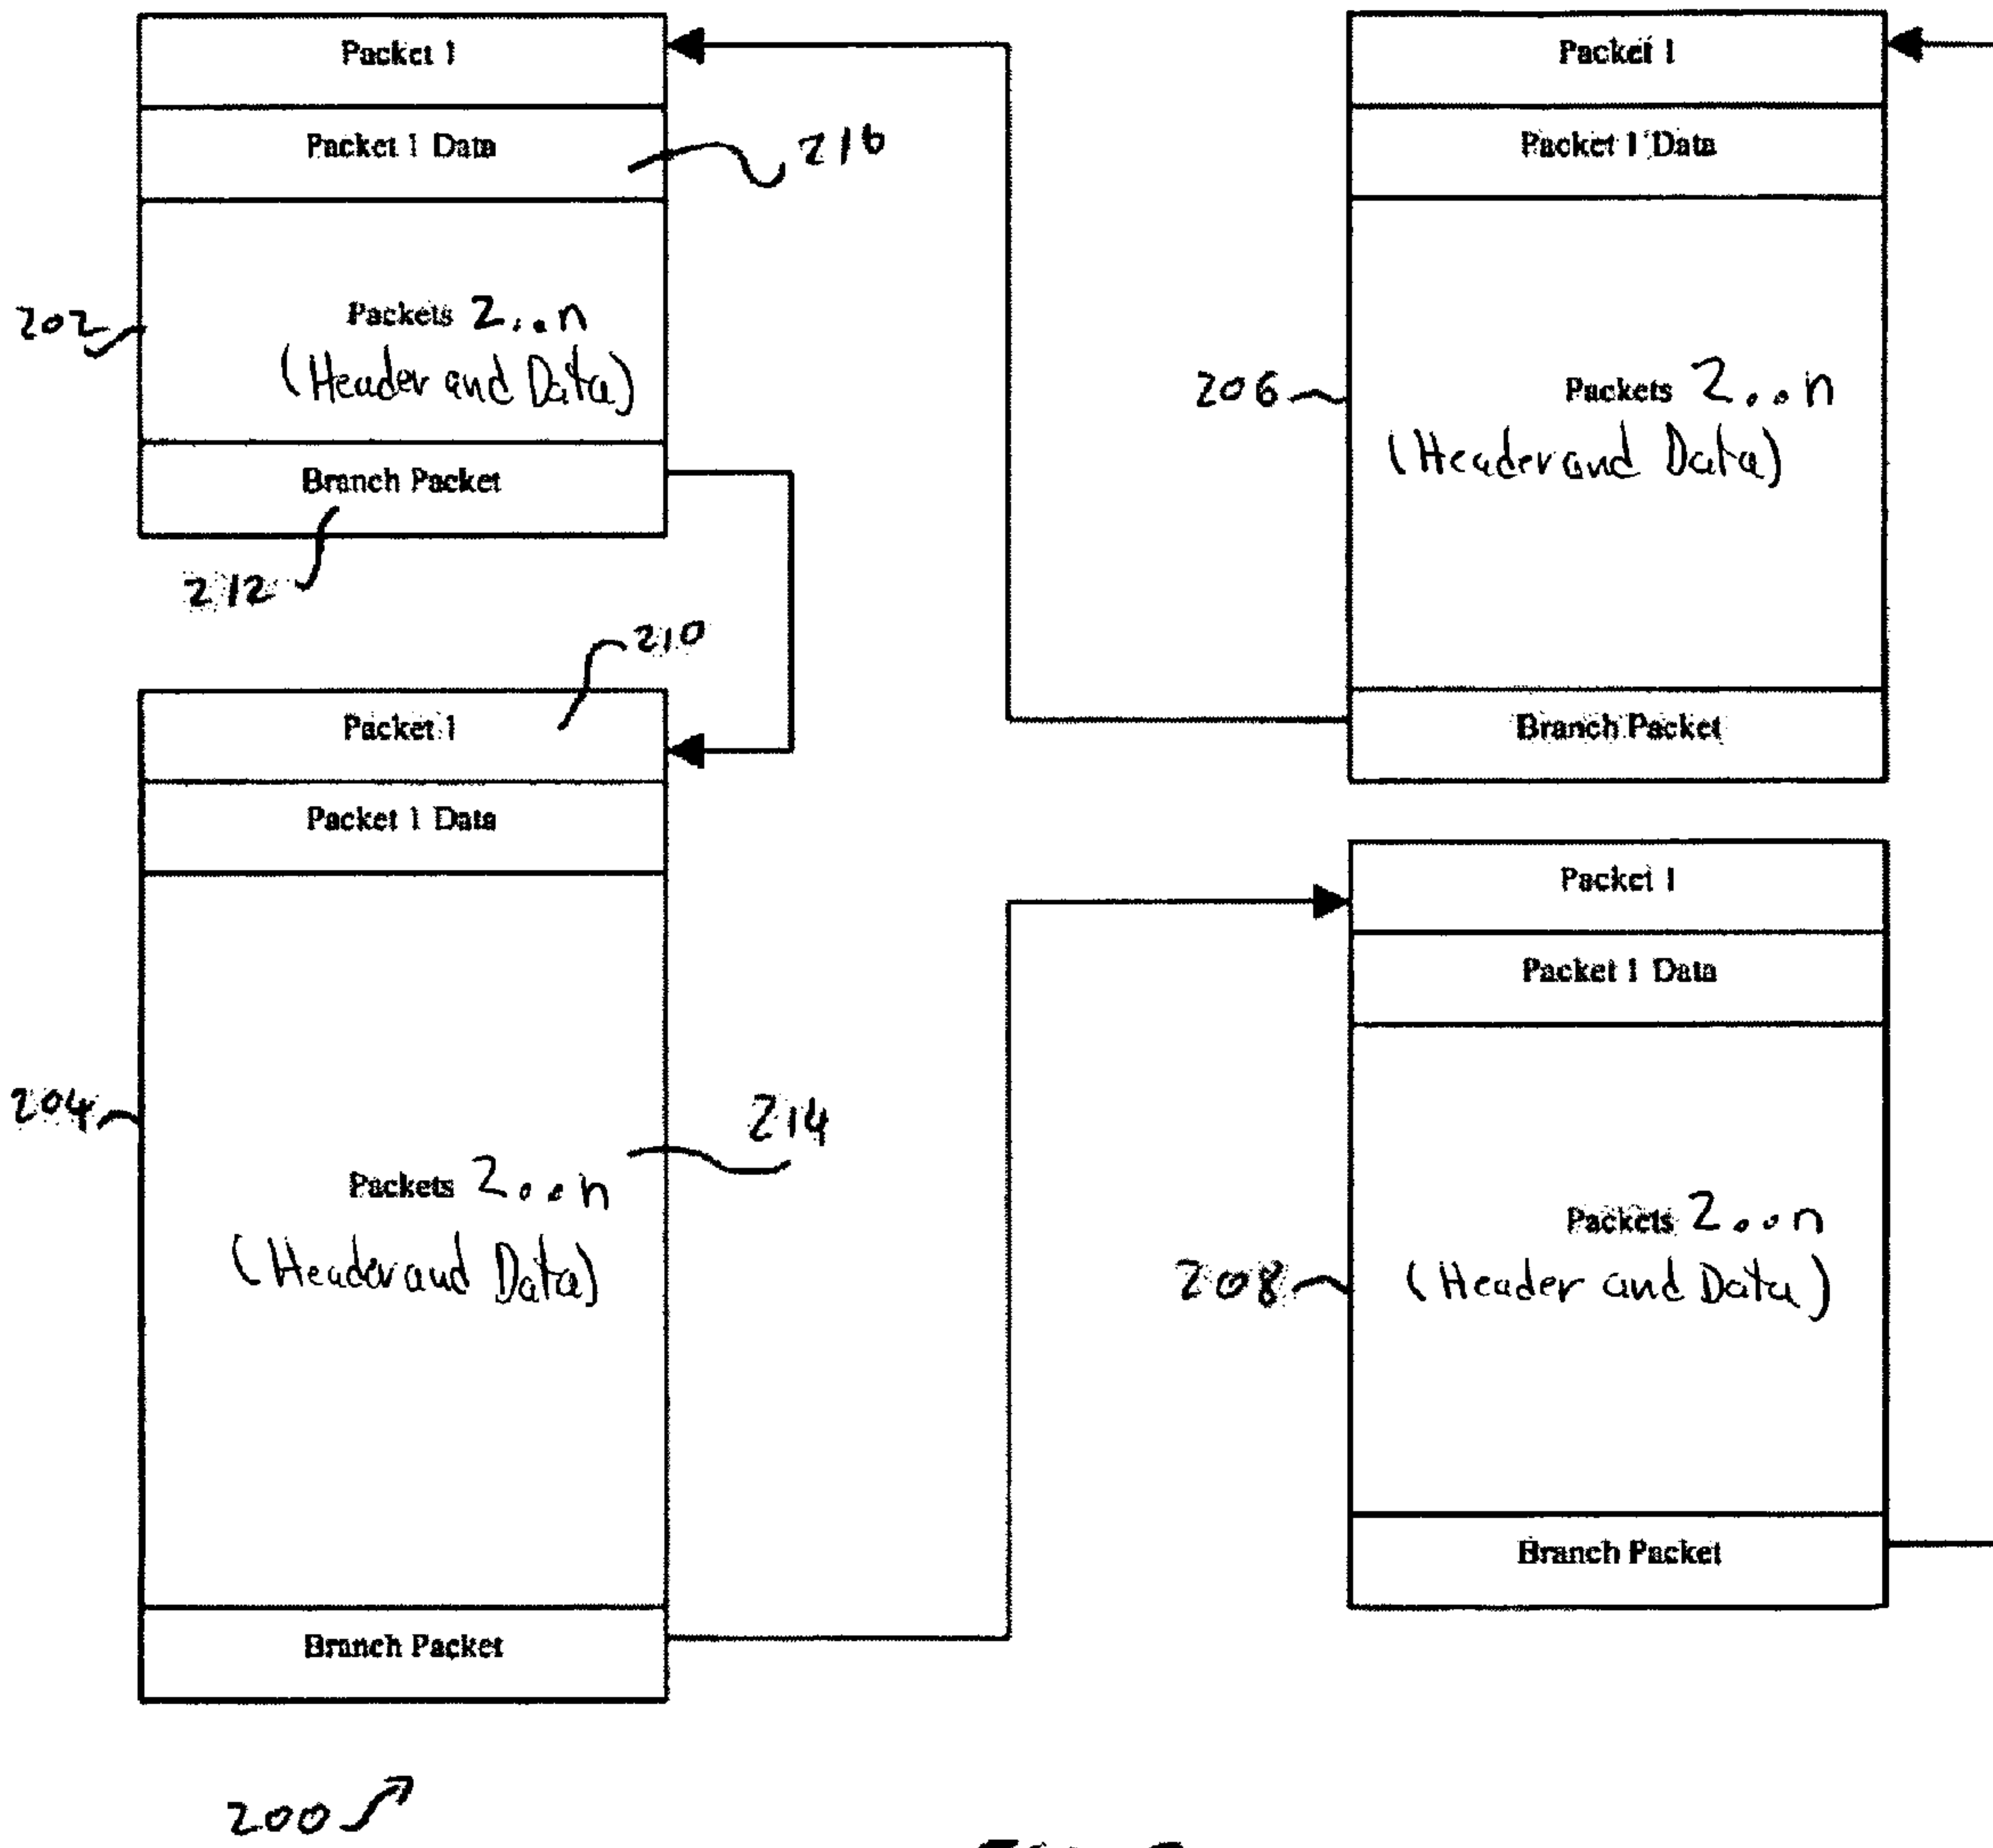 Packet 1
Packet 1 Data
216
202
Packets 2..n
(Header and Data)
Branch Packet
212
210
Packet 1
Packet 1 Data
204
214
Packets 2..n
(Header and Data)
Branch Packet
200
Packet 1
Packet 1 Data
206
Packets 2..n
(Header and Data)
Branch Packet
Packet 1
Packet 1 Data
Packets 2..n
208
(Header and Data)
Branch Packet